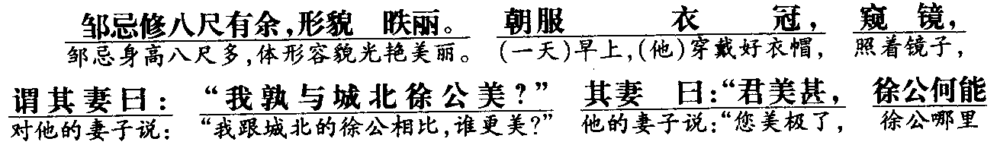 邹忌修八尺有余,形貌 昳丽。 朝服 衣 冠, 窥 镜,
邹忌身高八尺多,体形容貌光艳美丽。 (一天)早上,(他)穿戴好衣帽, 照着镜子,
谓其妻曰: “我孰与城北徐公美?” 其妻 曰:“君美甚, 徐公何能
对他的妻子说: “我跟城北的徐公相比,谁更美?” 他的妻子说:“您美极了, 徐公哪里